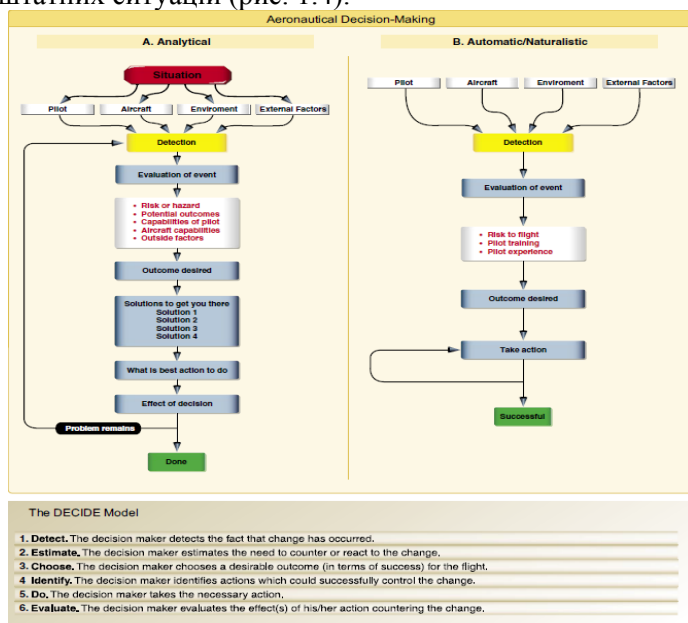 штатних ситуацій (рис. 1.4).
Aeronautical Decision-Making
A. Analytical
Situation
Pilot
Aircraft
Enviroment
External Factors
Detection
Evaluation of event
• Risk or hazard
• Potential outcomes
• Capabilities of pilot
• Aircraft capabilities
• Outside factors
Outcome desired
Solutions to get you there
Solution 1
Solution 2
Solution 3
Solution 4
What is best action to do
Effect of decision
Problem remains
Done
B. Automatic/Naturalistic
Pilot
Aircraft
Enviroment
External Factors
Detection
Evaluation of event
• Risk to flight
• Pilot training
• Pilot experience
Outcome desired
Take action
Successful
The DECIDE Model
1. Detect. The decision maker detects the fact that change has occurred.
2. Estimate. The decision maker estimates the need to counter or react to the change.
3. Choose. The decision maker chooses a desirable outcome (in terms of success) for the flight.
4 Identify. The decision maker identifies actions which could successfully control the change.
5. Do. The decision maker takes the necessary action.
6. Evaluate. The decision maker evaluates the effect(s) of his/her action countering the change.